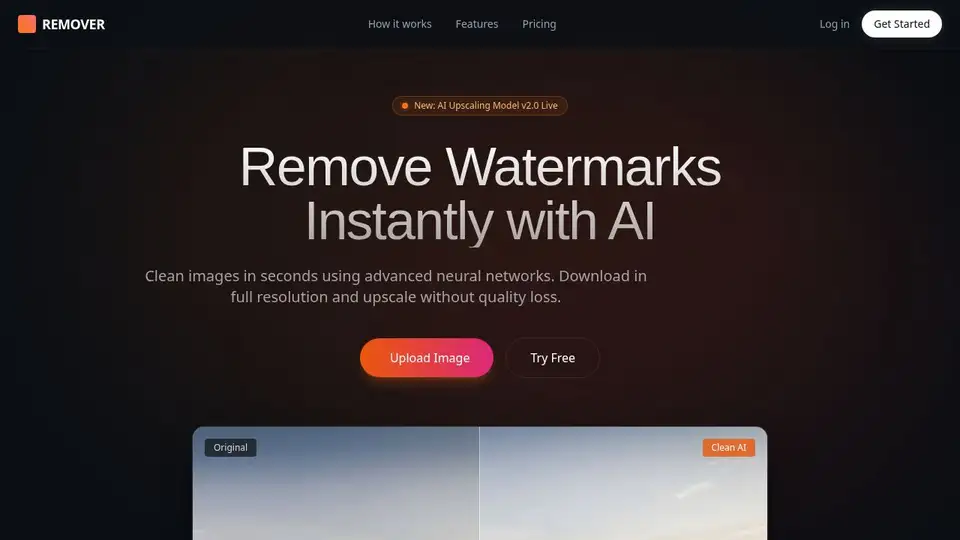 REMOVER
How it works
Features
Pricing
Log in
Get Started
New: AI Upscaling Model v2.0 Live
Remove Watermarks
Instantly with AI
Clean images in seconds using advanced neural networks. Download in
full resolution and upscale without quality loss.
Upload Image
Try Free
Original
Clean AI